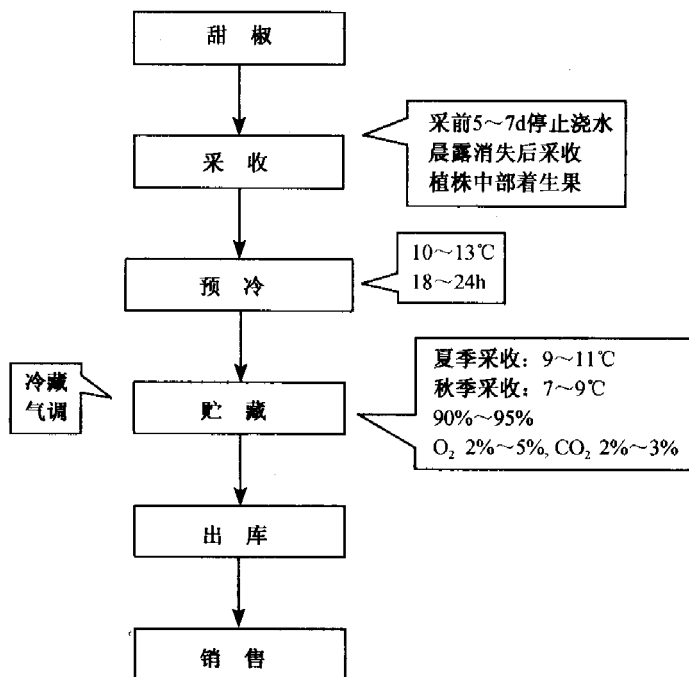 甜 椒
采 收
采前5～7d停止浇水
晨露消失后采收
植株中部着生果
预 冷
10～13℃
18～24h
冷藏
气调
贮 藏
夏季采收：9～11℃
秋季采收：7～9℃
90%～95%
O₂ 2%～5%, CO₂ 2%～3%
出 库
销 售